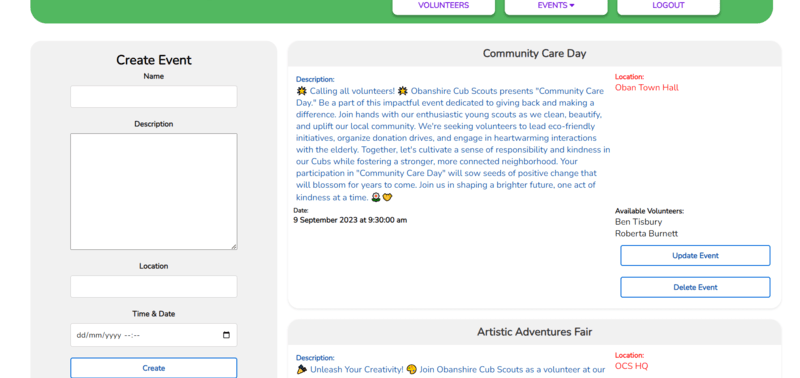 VOLUNTEERS
EVENTS
LOGOUT
Create Event
Name
Description
Location
Time & Date
dd/mm/yyyy --:--
Create
Community Care Day
Description:
💥 Calling all volunteers! 💥 Obanshire Cub Scouts presents "Community Care
Day." Be a part of this impactful event dedicated to giving back and making a
difference. Join hands with our enthusiastic young scouts as we clean, beautify,
and uplift our local community. We're seeking volunteers to lead eco-friendly
initiatives, organize donation drives, and engage in heartwarming interactions
with the elderly. Together, let's cultivate a sense of responsibility and kindness in
our Cubs while fostering a stronger, more connected neighborhood. Your
participation in "Community Care Day" will sow seeds of positive change that
will blossom for years to come. Join us in shaping a brighter future, one act of
kindness at a time.
Location:
Oban Town Hall
Date:
9 September 2023 at 9:30:00 am
Available Volunteers:
Ben Tisbury
Roberta Burnett
Update Event
Delete Event
Artistic Adventures Fair
Description:
Unleash Your Creativity! 🎨 Join Obanshire Cub Scouts as a volunteer at our
Location:
OCS HQ